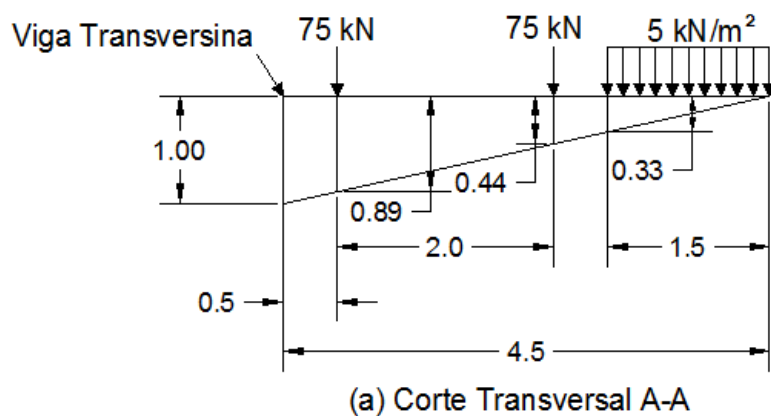 Viga Transversina
75 kN
75 kN
5 kN/m²
1.00
0.89
0.44
0.33
2.0
1.5
0.5
4.5
(a) Corte Transversal A-A